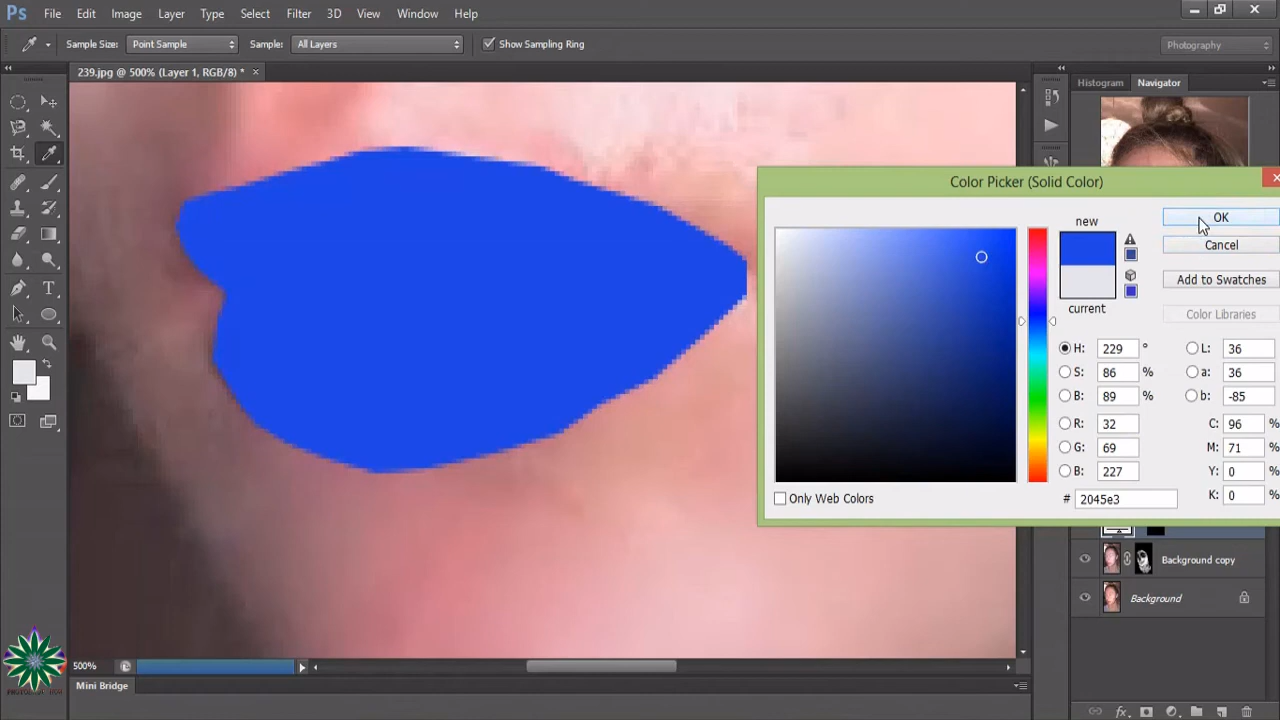 Ps File Edit Image Layer Type Select Filter 3D View Window Help
Sample Size: Point Sample Sample: All Layers Show Sampling Ring Photography
239.jpg @ 500% (Layer 1, RGB/8) * ×
Histogram Navigator
Color Picker (Solid Color)
new
OK
Cancel
Add to Swatches
current
Color Libraries
H: 229 ° L: 36
S: 86 % a: 36
B: 89 % b: -85
R: 32 C: 96 %
G: 69 M: 71 %
B: 227 Y: 0 %
# 2045e3 K: 0 %
Only Web Colors
Background copy
Background
500%
Mini Bridge